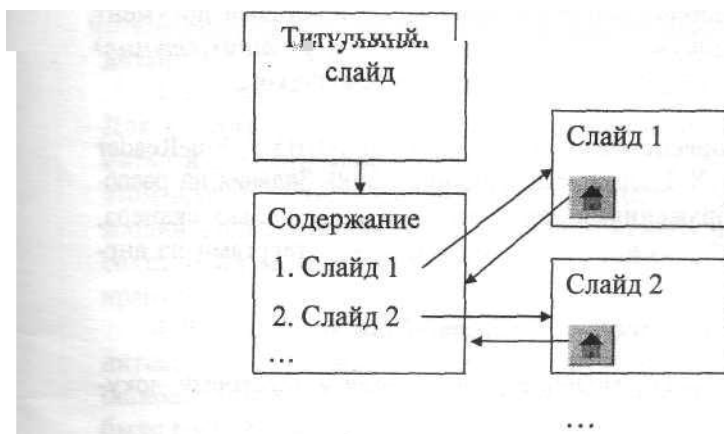 Титульный
слайд
Содержание
1. Слайд 1
2. Слайд 2
...
Слайд 1
Слайд 2
...